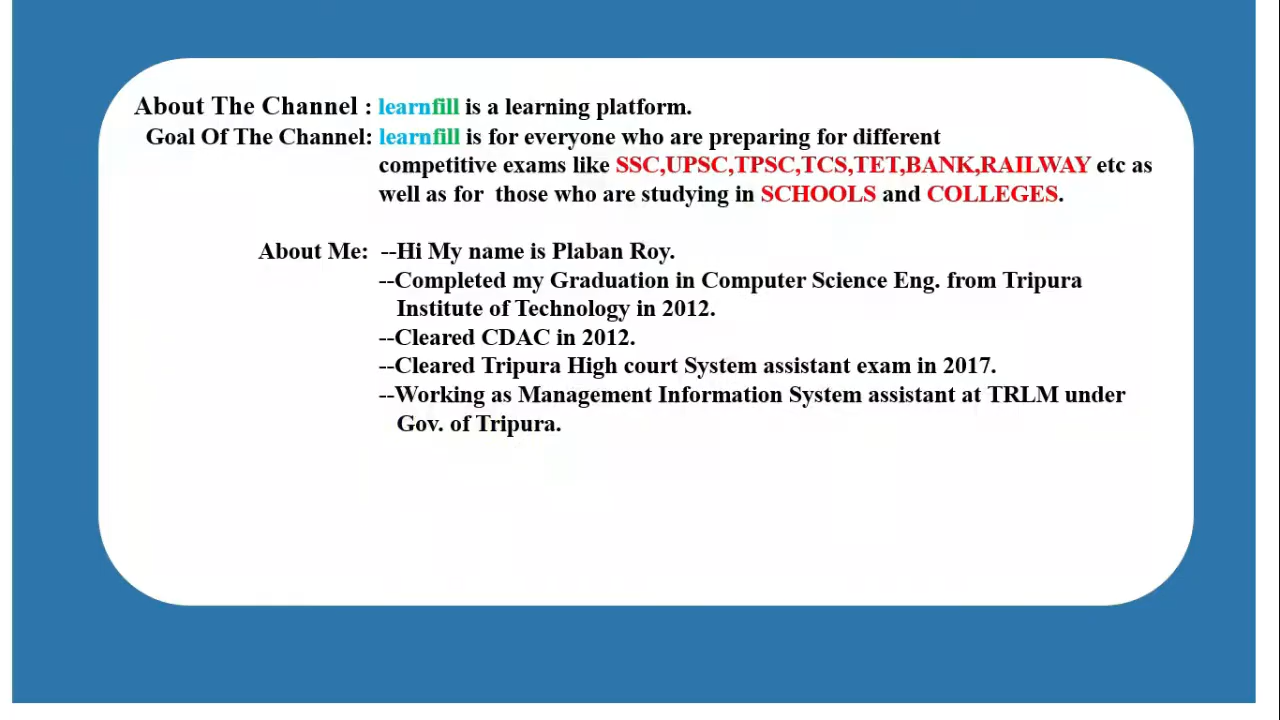 About The Channel : learnfill is a learning platform.
Goal Of The Channel: learnfill is for everyone who are preparing for different
competitive exams like SSC,UPSC,TPSC,TCS,TET,BANK,RAILWAY etc as
well as for those who are studying in SCHOOLS and COLLEGES.
About Me: --Hi My name is Plaban Roy.
--Completed my Graduation in Computer Science Eng. from Tripura
Institute of Technology in 2012.
--Cleared CDAC in 2012.
--Cleared Tripura High court System assistant exam in 2017.
--Working as Management Information System assistant at TRLM under
Gov. of Tripura.